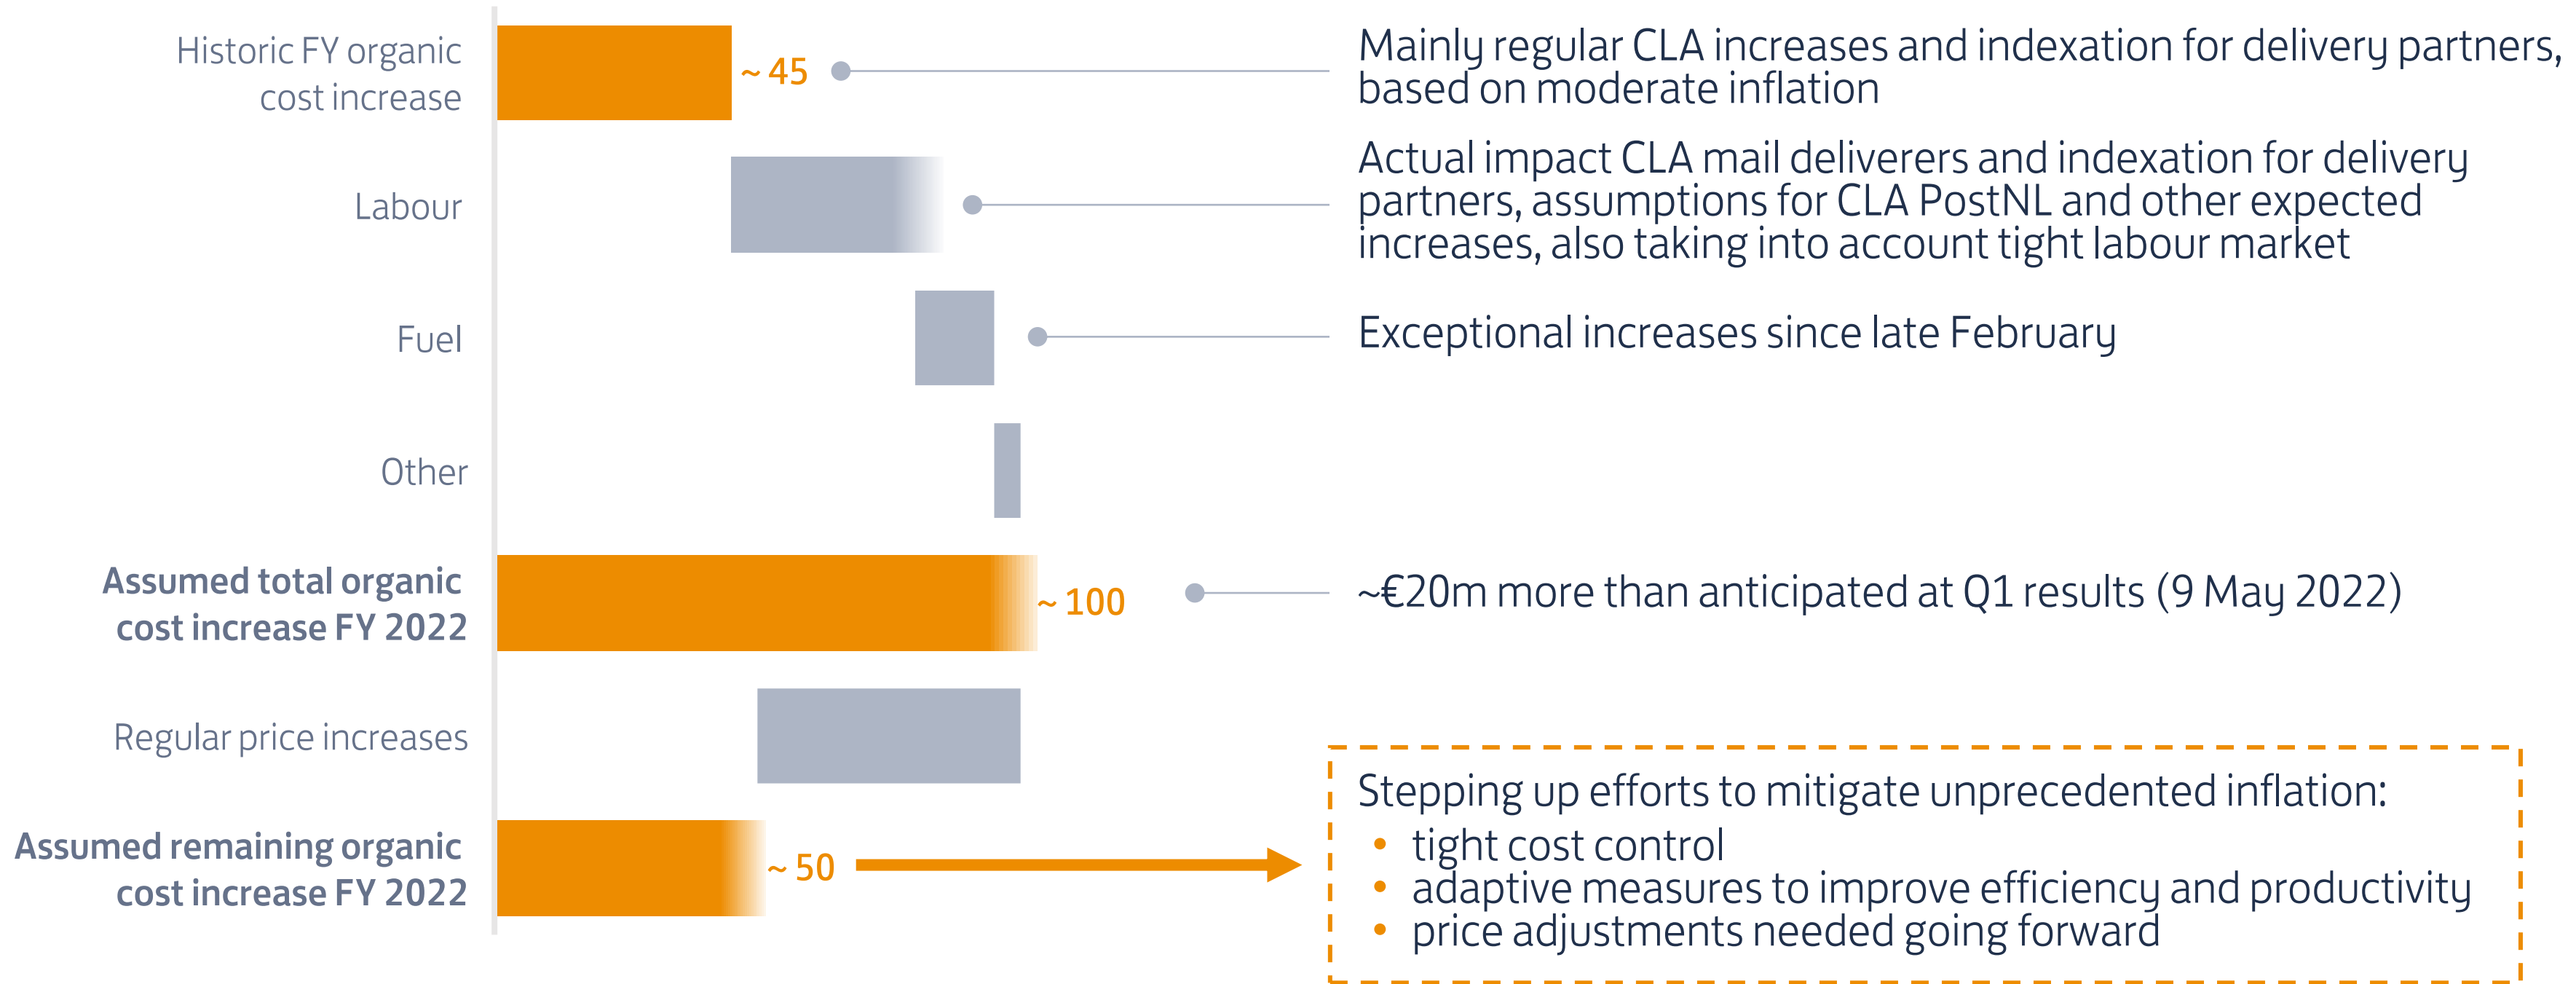 Historic FY organic
cost increase
~ 45
Mainly regular CLA increases and indexation for delivery partners,
based on moderate inflation
Labour
Actual impact CLA mail deliverers and indexation for delivery
partners, assumptions for CLA PostNL and other expected
increases, also taking into account tight labour market
Fuel
Exceptional increases since late February
Other
Assumed total organic
cost increase FY 2022
~ 100
~€20m more than anticipated at Q1 results (9 May 2022)
Regular price increases
Assumed remaining organic
cost increase FY 2022
~ 50
Stepping up efforts to mitigate unprecedented inflation:
• tight cost control
• adaptive measures to improve efficiency and productivity
• price adjustments needed going forward